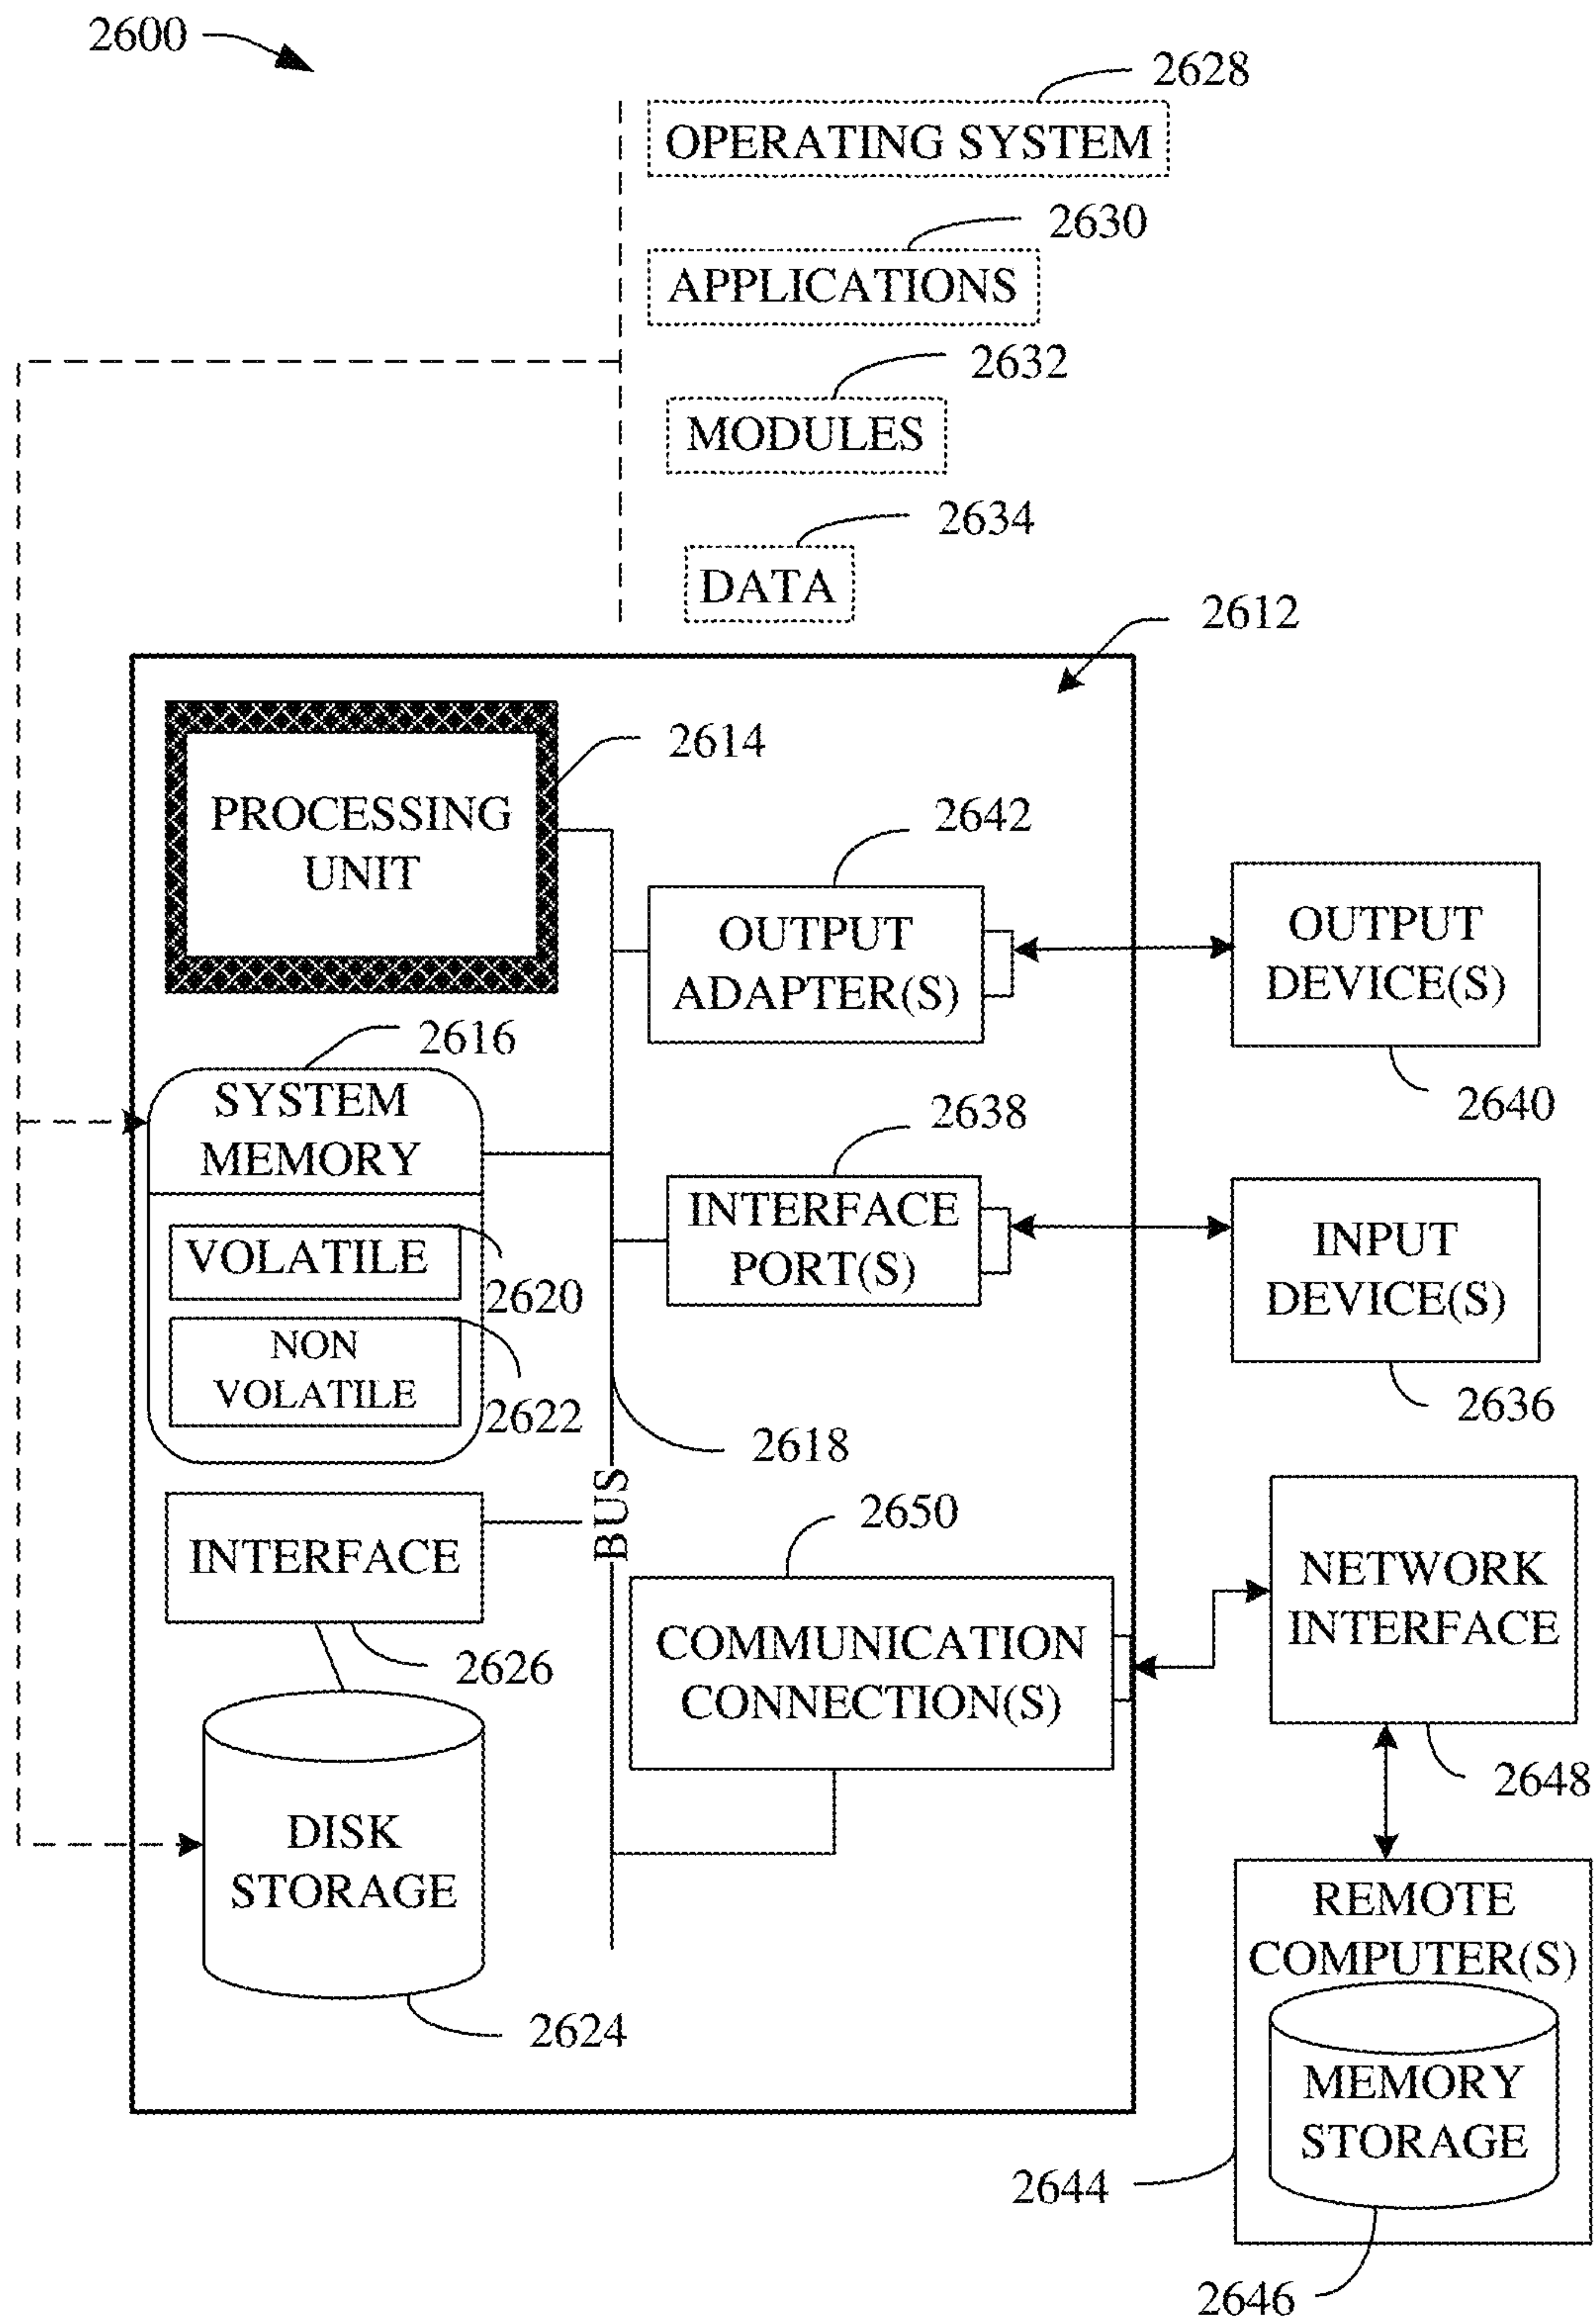 2600
2628
OPERATING SYSTEM
2630
APPLICATIONS
2632
MODULES
2634
DATA
2612
2614
PROCESSING
UNIT
2642
OUTPUT
ADAPTER(S)
OUTPUT
DEVICE(S)
2640
2616
SYSTEM
MEMORY
VOLATILE
2620
NON
VOLATILE
2622
2638
INTERFACE
PORT(S)
INPUT
DEVICE(S)
2636
2618
BUS
INTERFACE
2626
2650
COMMUNICATION
CONNECTION(S)
NETWORK
INTERFACE
2648
DISK
STORAGE
2624
REMOTE
COMPUTER(S)
MEMORY
STORAGE
2644
2646